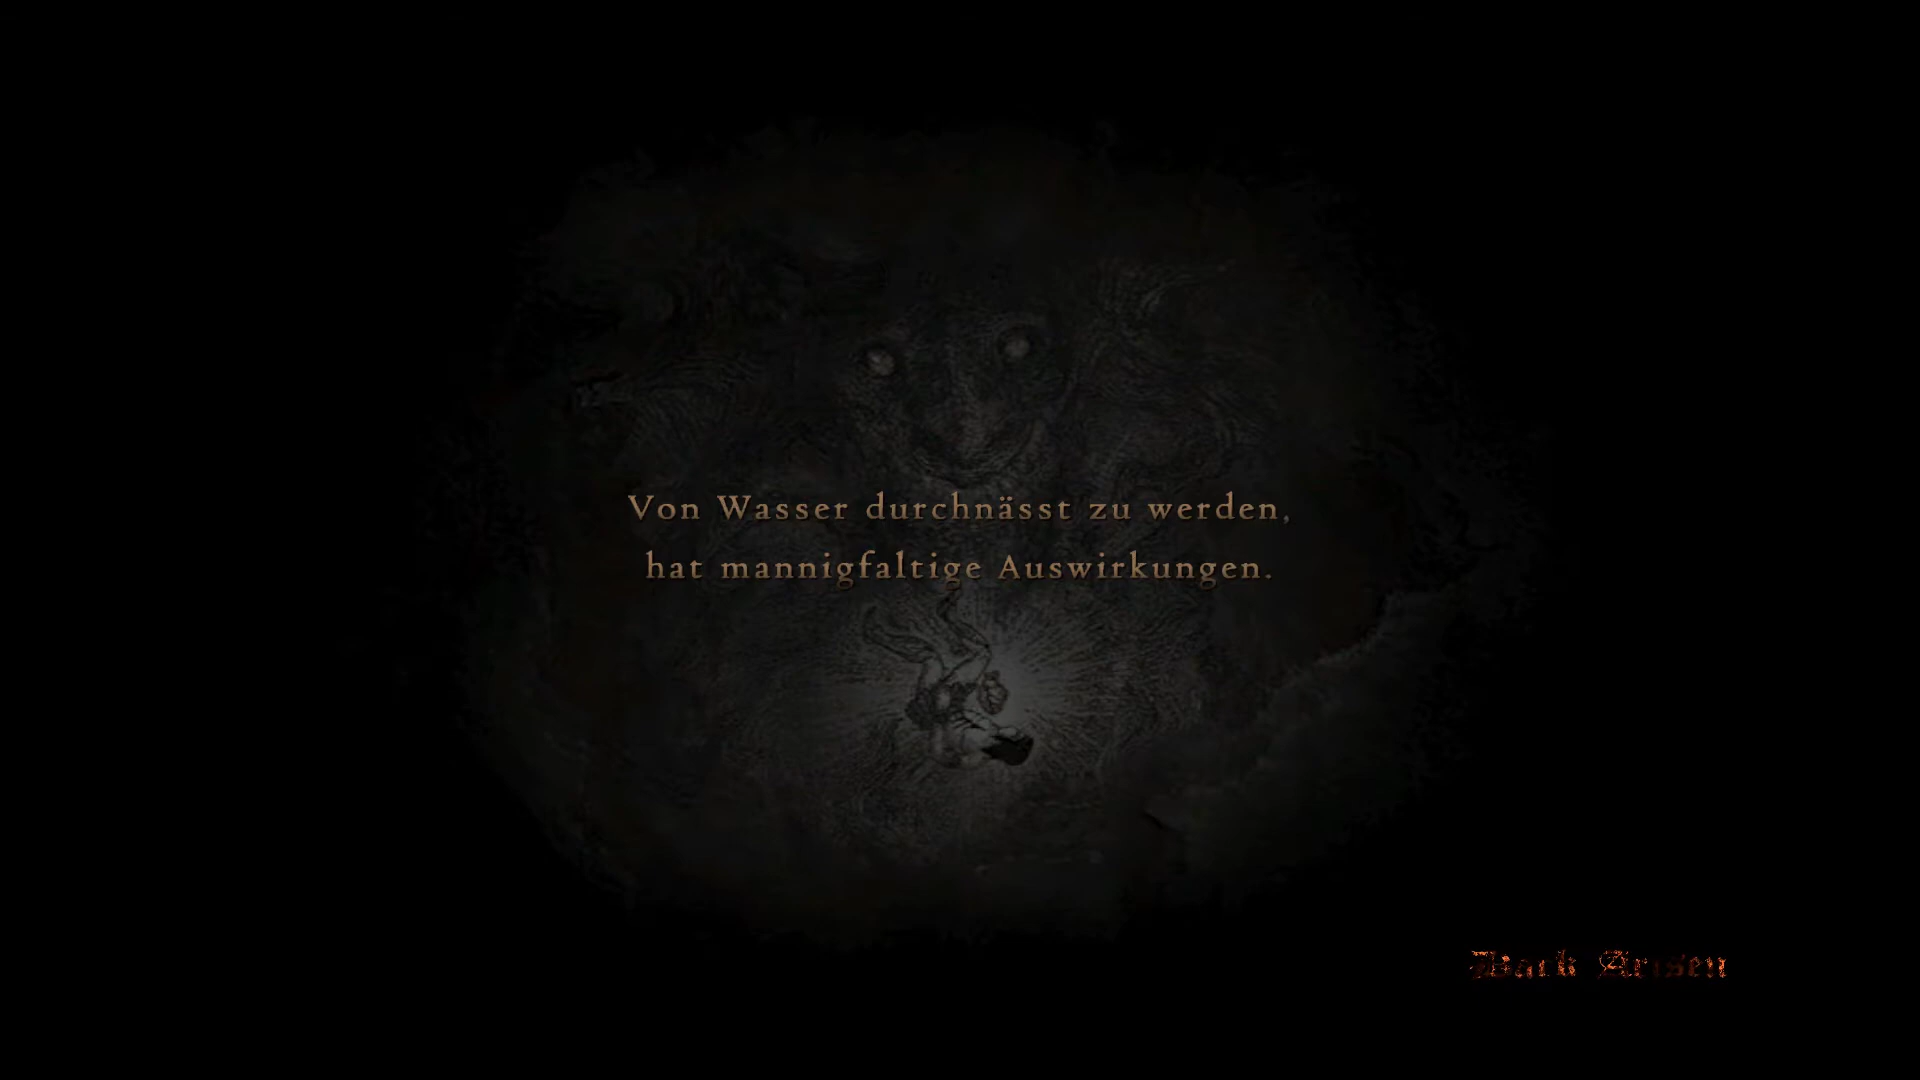 Von Wasser durchnässt zu werden,
hat mannigfaltige Auswirkungen.
Dark Arisen